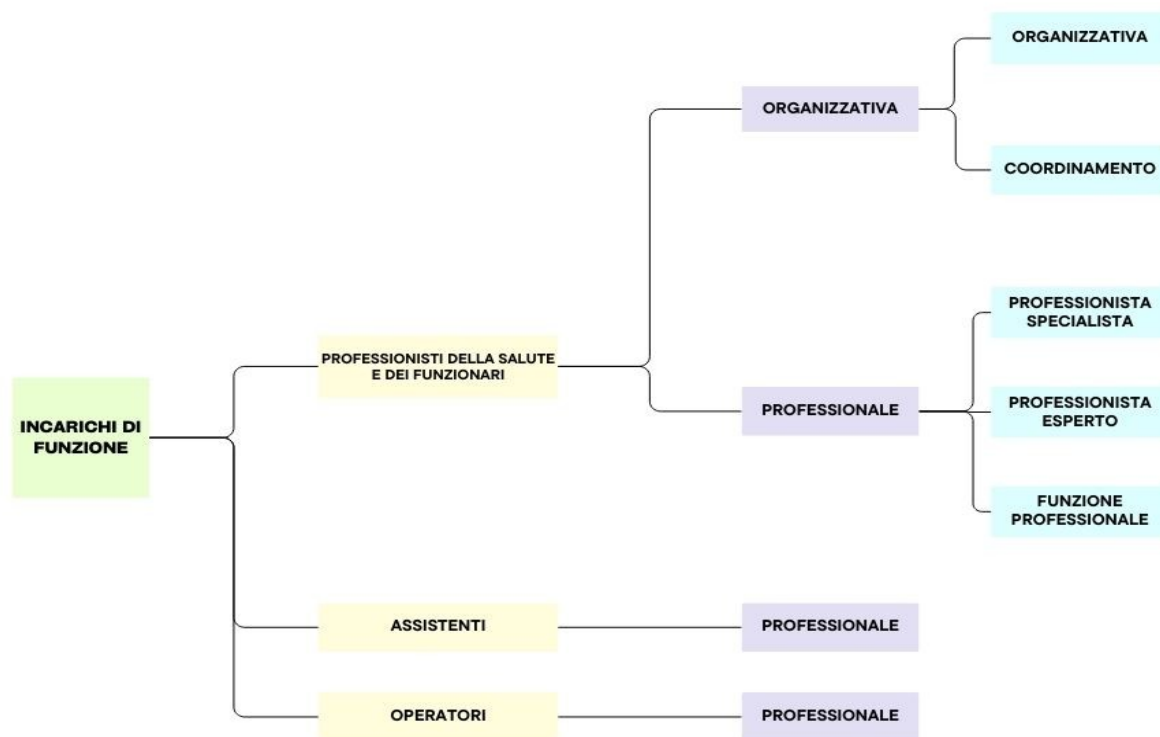 ORGANIZZATIVA
ORGANIZZATIVA
COORDINAMENTO
PROFESSIONISTA
SPECIALISTA
PROFESSIONISTI DELLA SALUTE
E DEI FUNZIONARI
INCARICHI DI
FUNZIONE
PROFESSIONALE
PROFESSIONISTA
ESPERTO
FUNZIONE
PROFESSIONALE
ASSISTENTI
PROFESSIONALE
OPERATORI
PROFESSIONALE